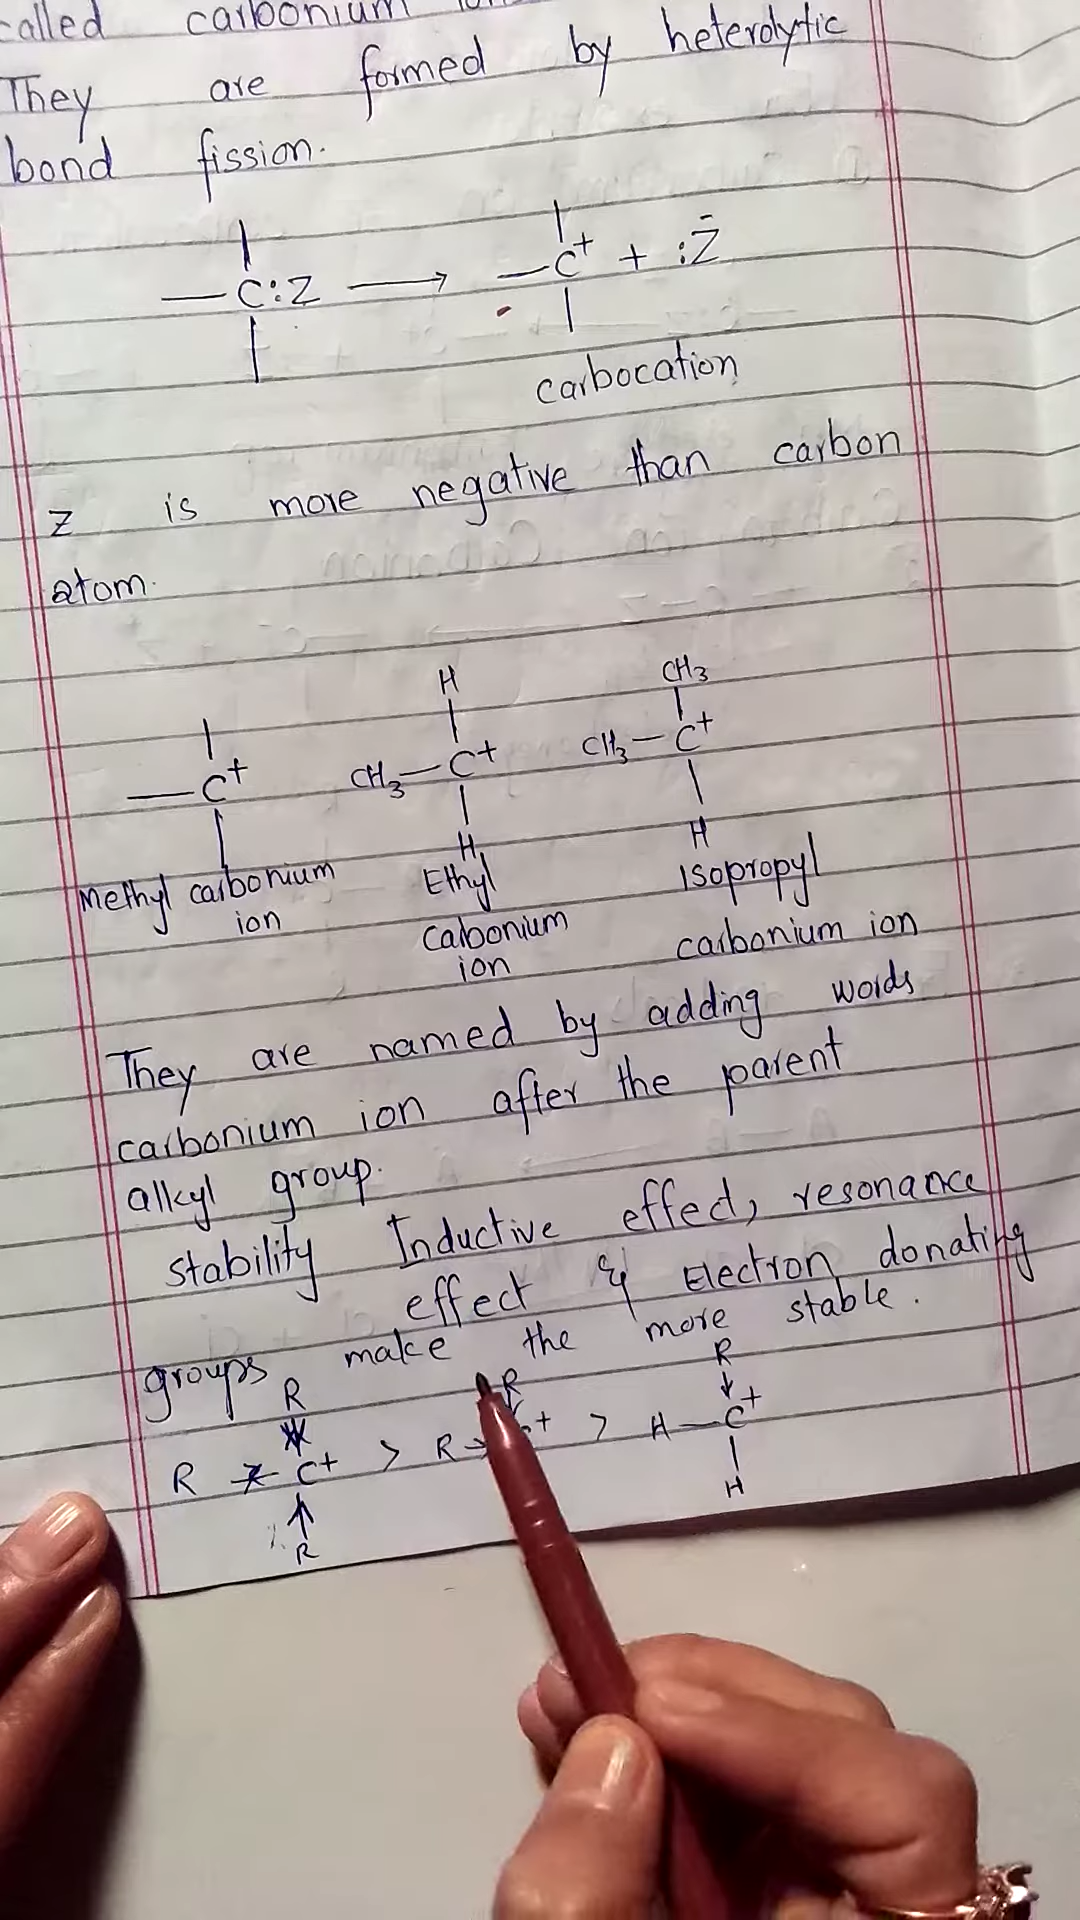 called carbonium
They are formed by heterolytic
bond fission.
—C:Z ⟶ —C⁺ + :Z̄
carbocation
Z is more negative than carbon
atom.
H CH₃
—C⁺ CH₃—C⁺ CH₃—C⁺
H H
Methyl carbonium ion
Ethyl carbonium ion
Isopropyl carbonium ion
They are named by adding words
carbonium ion after the parent
alkyl group.
stability Inductive effect, resonance
effect & Electron donating
groups make the more stable.
R R R
R → C⁺ > R → ⁺ > H—C⁺
R H